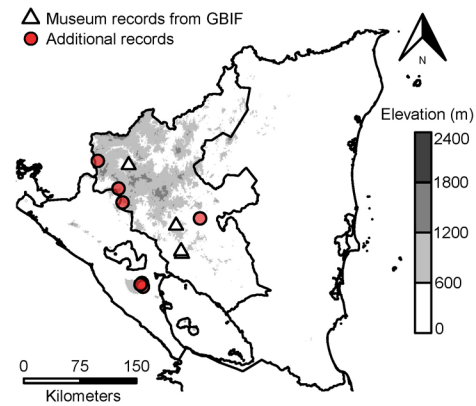 Museum records from GBIF
Additional records
N
Elevation (m)
2400
1800
1200
600
0
0 75 150
Kilometers